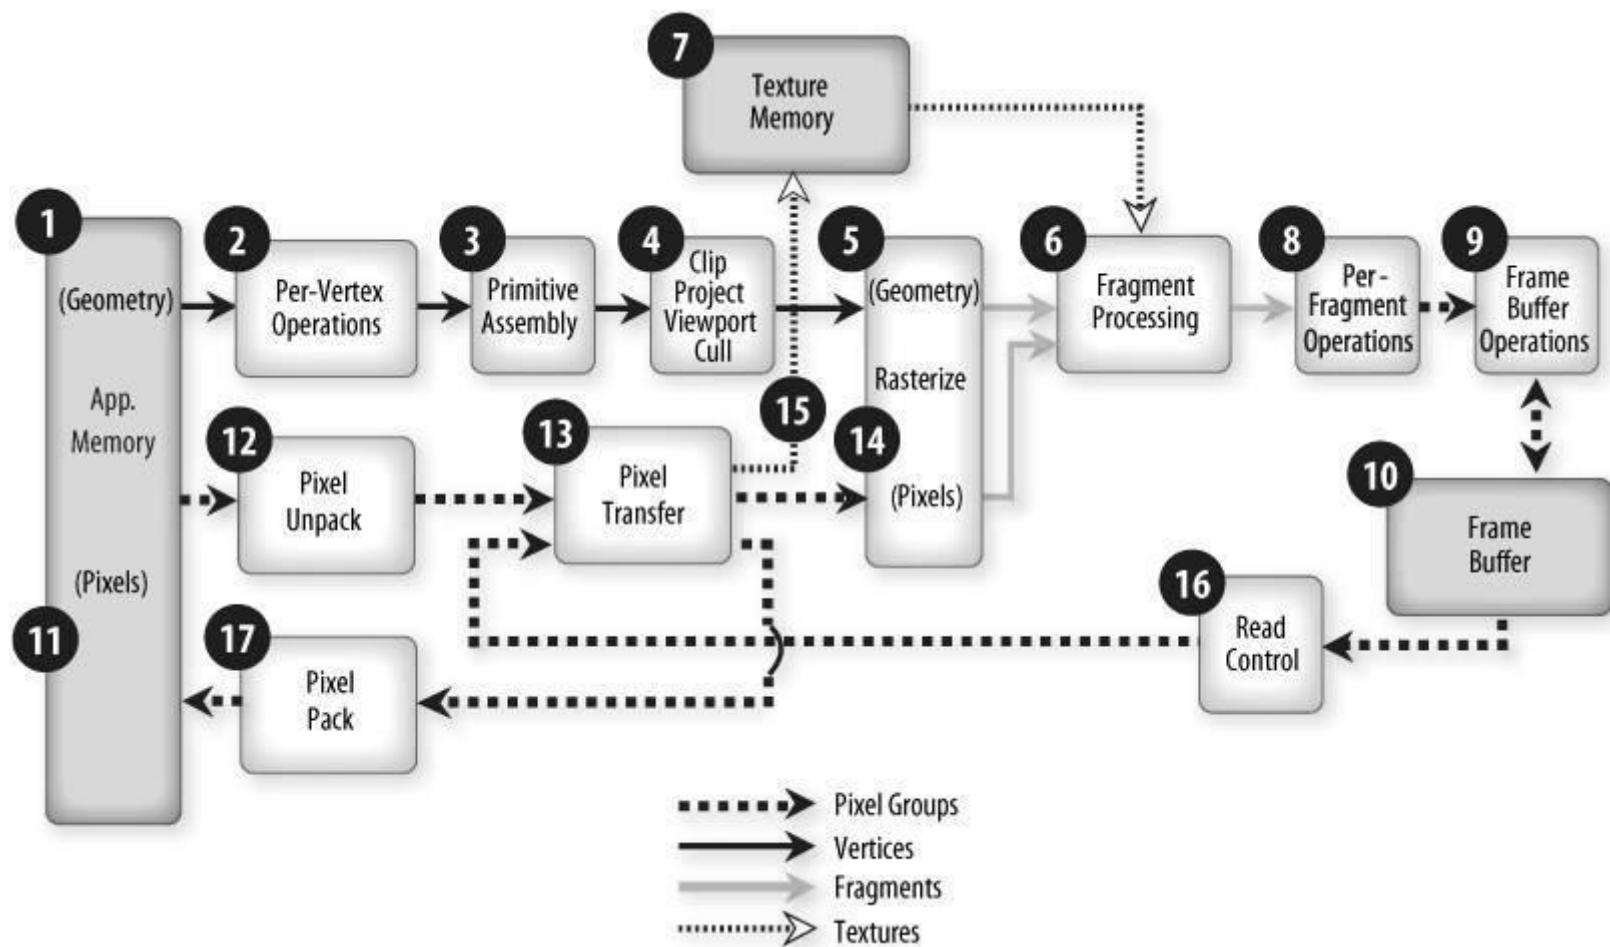 7
Texture
Memory
1
(Geometry)
App.
Memory
(Pixels)
11
2
Per-Vertex
Operations
3
Primitive
Assembly
4
Clip
Project
Viewport
Cull
5
(Geometry)
Rasterize
14
(Pixels)
6
Fragment
Processing
8
Per-
Fragment
Operations
9
Frame
Buffer
Operations
12
Pixel
Unpack
13
Pixel
Transfer
15
10
Frame
Buffer
16
Read
Control
17
Pixel
Pack
Pixel Groups
Vertices
Fragments
Textures